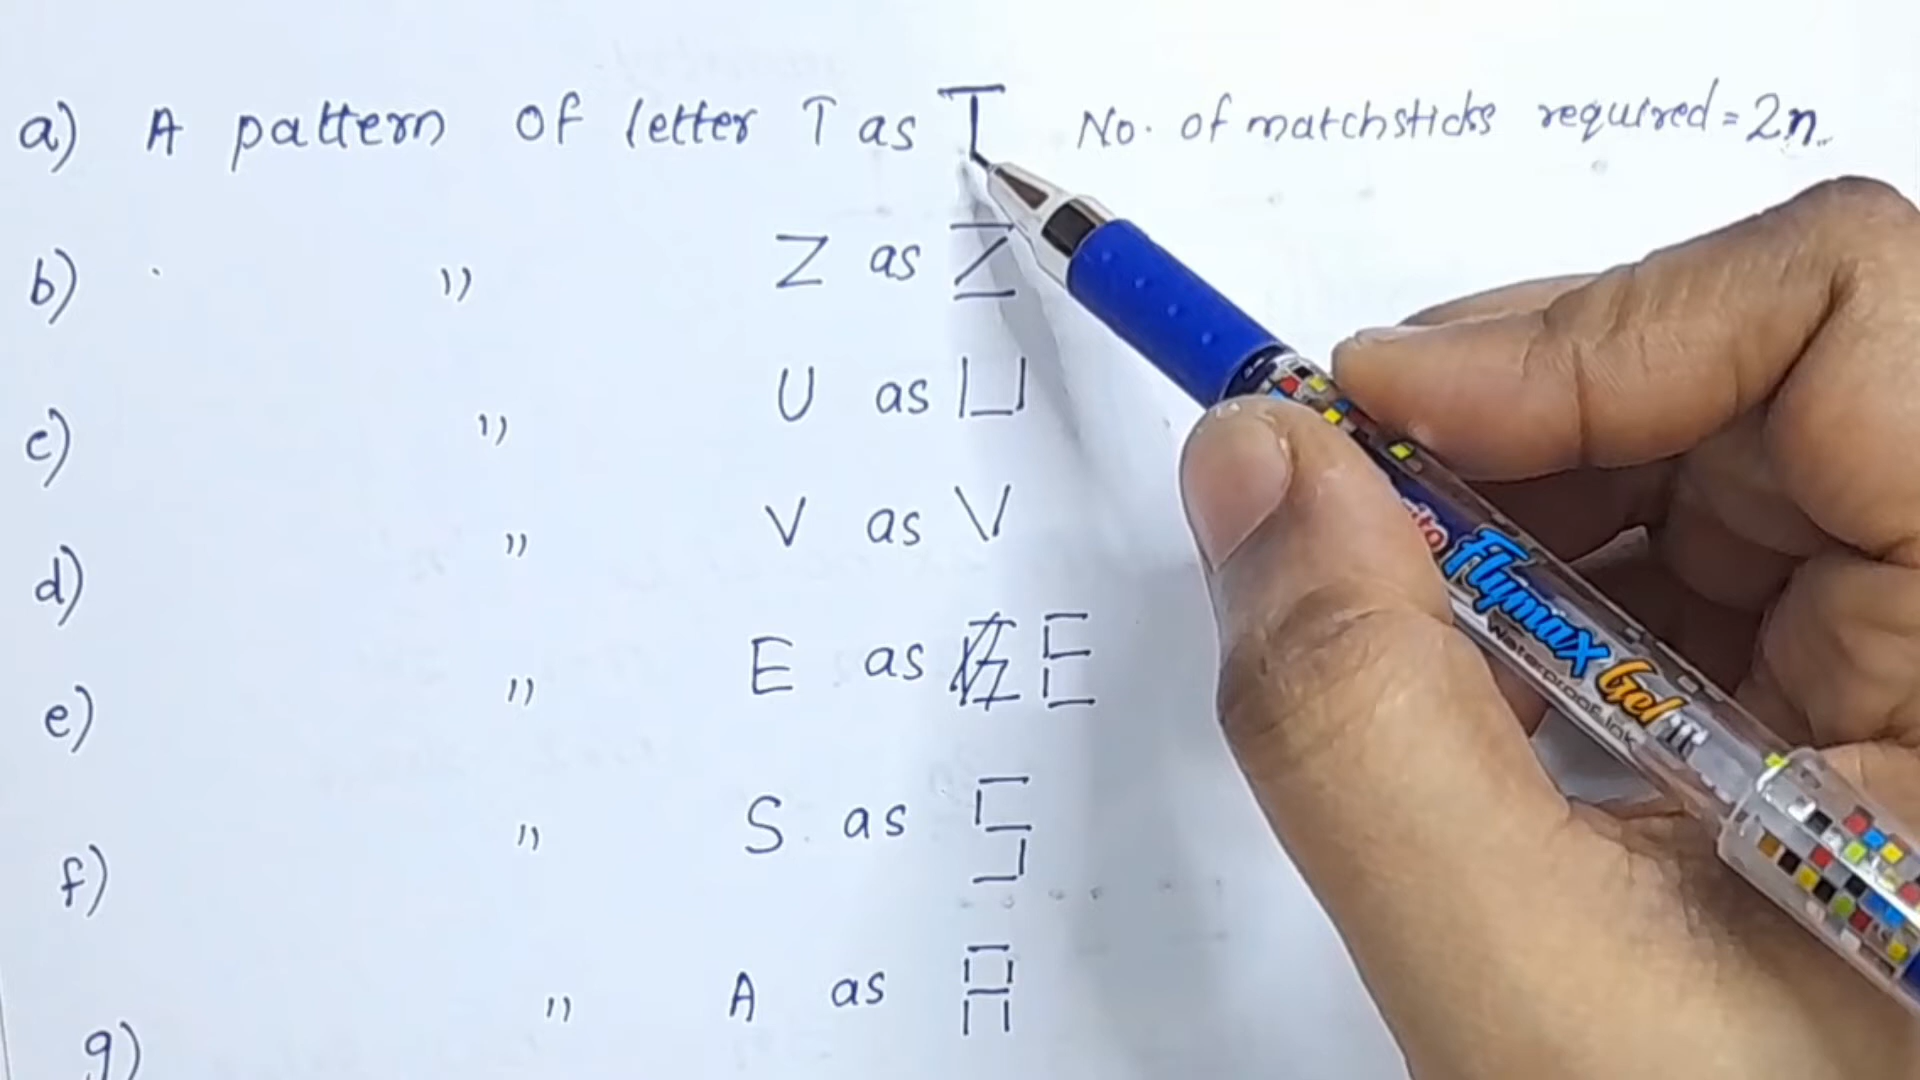 a) A pattern of letter T as T No. of matchsticks required = 2n.
b) " Z as Z
c) " U as U
d) " V as V
e) " E as E
f) " S as S
g) " A as A
Flymax Gel II
Waterproof Ink